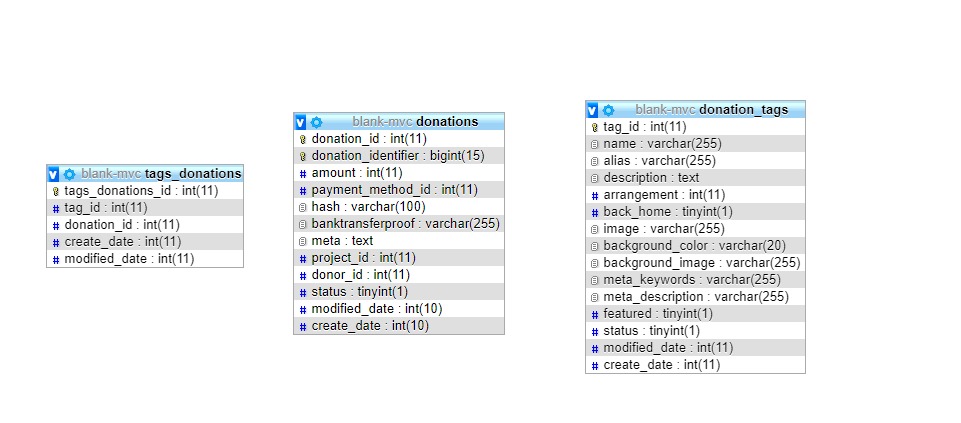 blank-mvc tags_donations
tags_donations_id : int(11)
tag_id : int(11)
donation_id : int(11)
create_date : int(11)
modified_date : int(11)
blank-mvc donations
donation_id : int(11)
donation_identifier : bigint(15)
amount : int(11)
payment_method_id : int(11)
hash : varchar(100)
banktransferproof : varchar(255)
meta : text
project_id : int(11)
donor_id : int(11)
status : tinyint(1)
modified_date : int(10)
create_date : int(10)
blank-mvc donation_tags
tag_id : int(11)
name : varchar(255)
alias : varchar(255)
description : text
arrangement : int(11)
back_home : tinyint(1)
image : varchar(255)
background_color : varchar(20)
background_image : varchar(255)
meta_keywords : varchar(255)
meta_description : varchar(255)
featured : tinyint(1)
status : tinyint(1)
modified_date : int(11)
create_date : int(11)